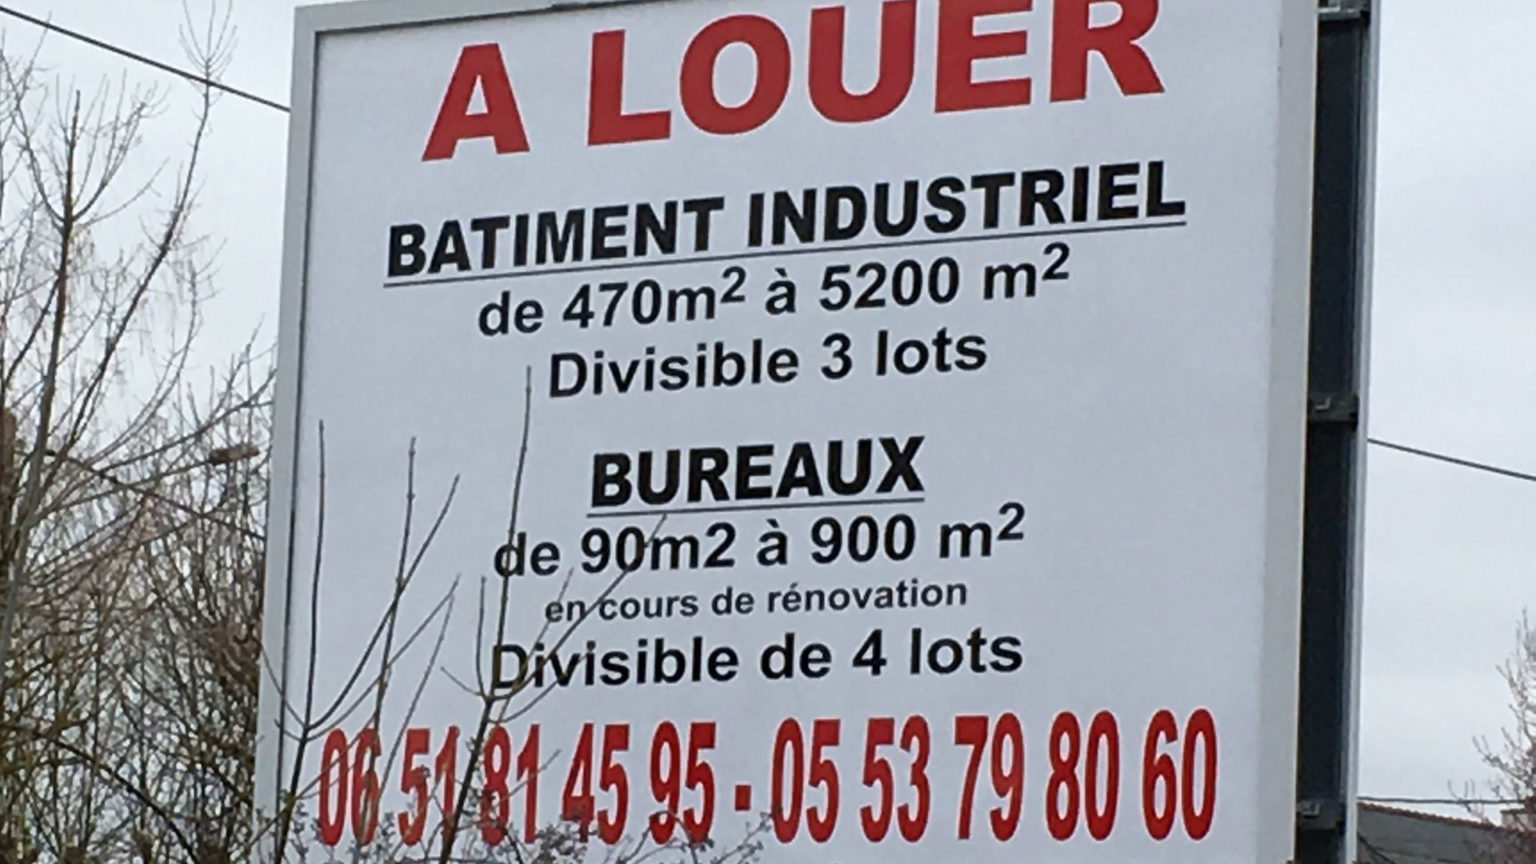 A LOUER
BATIMENT INDUSTRIEL
de 470m² à 5200 m²
Divisible 3 lots
BUREAUX
de 90m2 à 900 m²
en cours de rénovation
Divisible de 4 lots
06 51 81 45 95 - 05 53 79 80 60